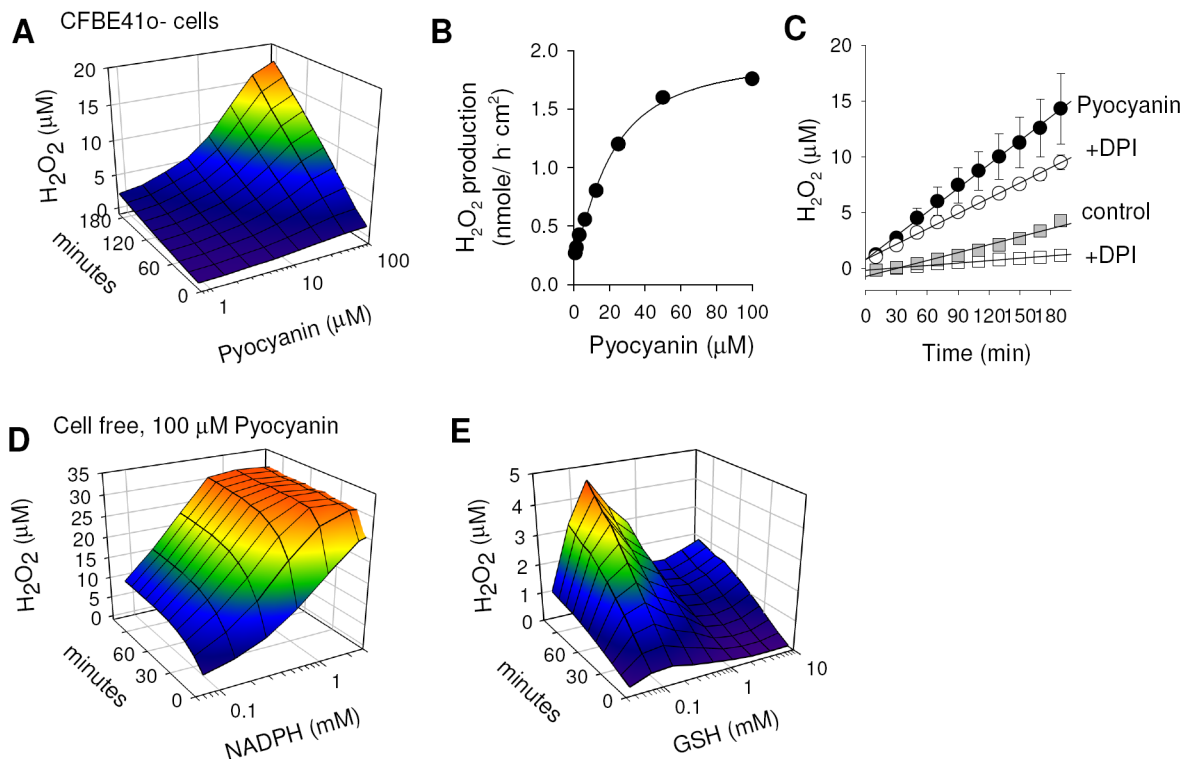 A CFBE41o- cells
H2O2 (μM)
20
15
10
5
0
180
120
60
0
minutes
1
10
100
Pyocyanin (μM)
B
H2O2 production
(nmole/ h· cm2)
2.0
1.5
1.0
0.5
0.0
0 20 40 60 80 100
Pyocyanin (μM)
C
H2O2 (μM)
20
15
10
5
0
Pyocyanin
+DPI
control
+DPI
0 30 60 90 120 150 180
Time (min)
D Cell free, 100 μM Pyocyanin
H2O2 (μM)
35
30
25
20
15
10
5
0
60
30
0
minutes
0.1
1
NADPH (mM)
E
H2O2 (μM)
5
4
3
2
1
0
60
30
0
minutes
0.1
1
10
GSH (mM)